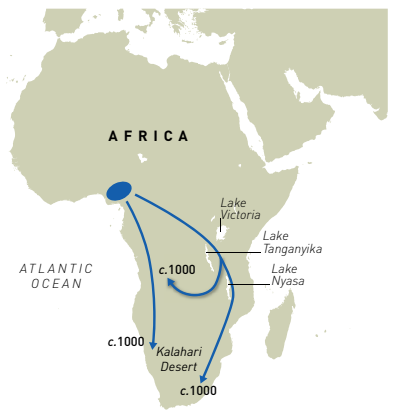 AFRICA
Lake
Victoria
Lake
Tanganyika
Lake
Nyasa
ATLANTIC
OCEAN
c.1000
c.1000
Kalahari
Desert
c.1000